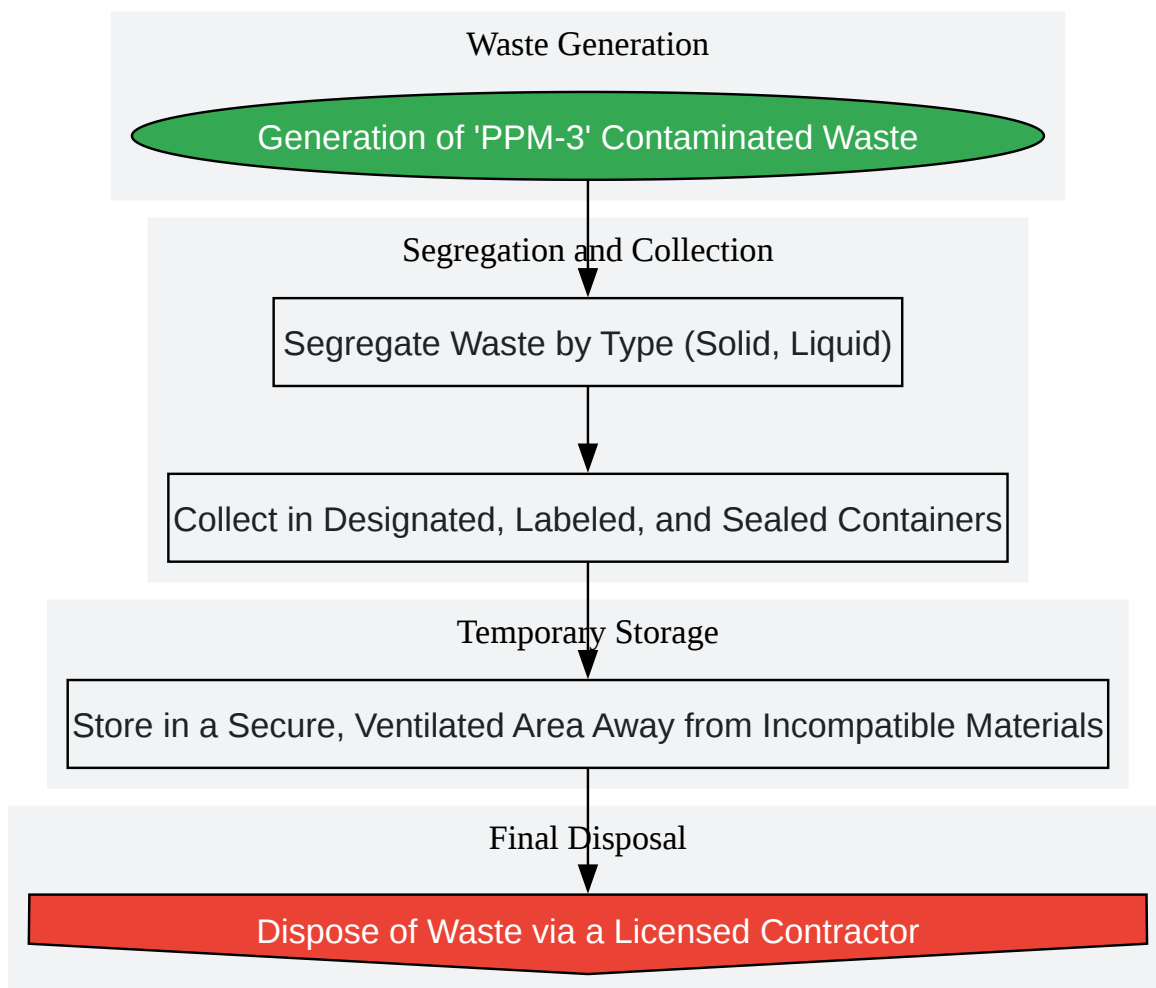 Waste Generation
Generation of 'PPM-3' Contaminated Waste
Segregation and Collection
Segregate Waste by Type (Solid, Liquid)
Collect in Designated, Labeled, and Sealed Containers
Temporary Storage
Store in a Secure, Ventilated Area Away from Incompatible Materials
Final Disposal
Dispose of Waste via a Licensed Contractor